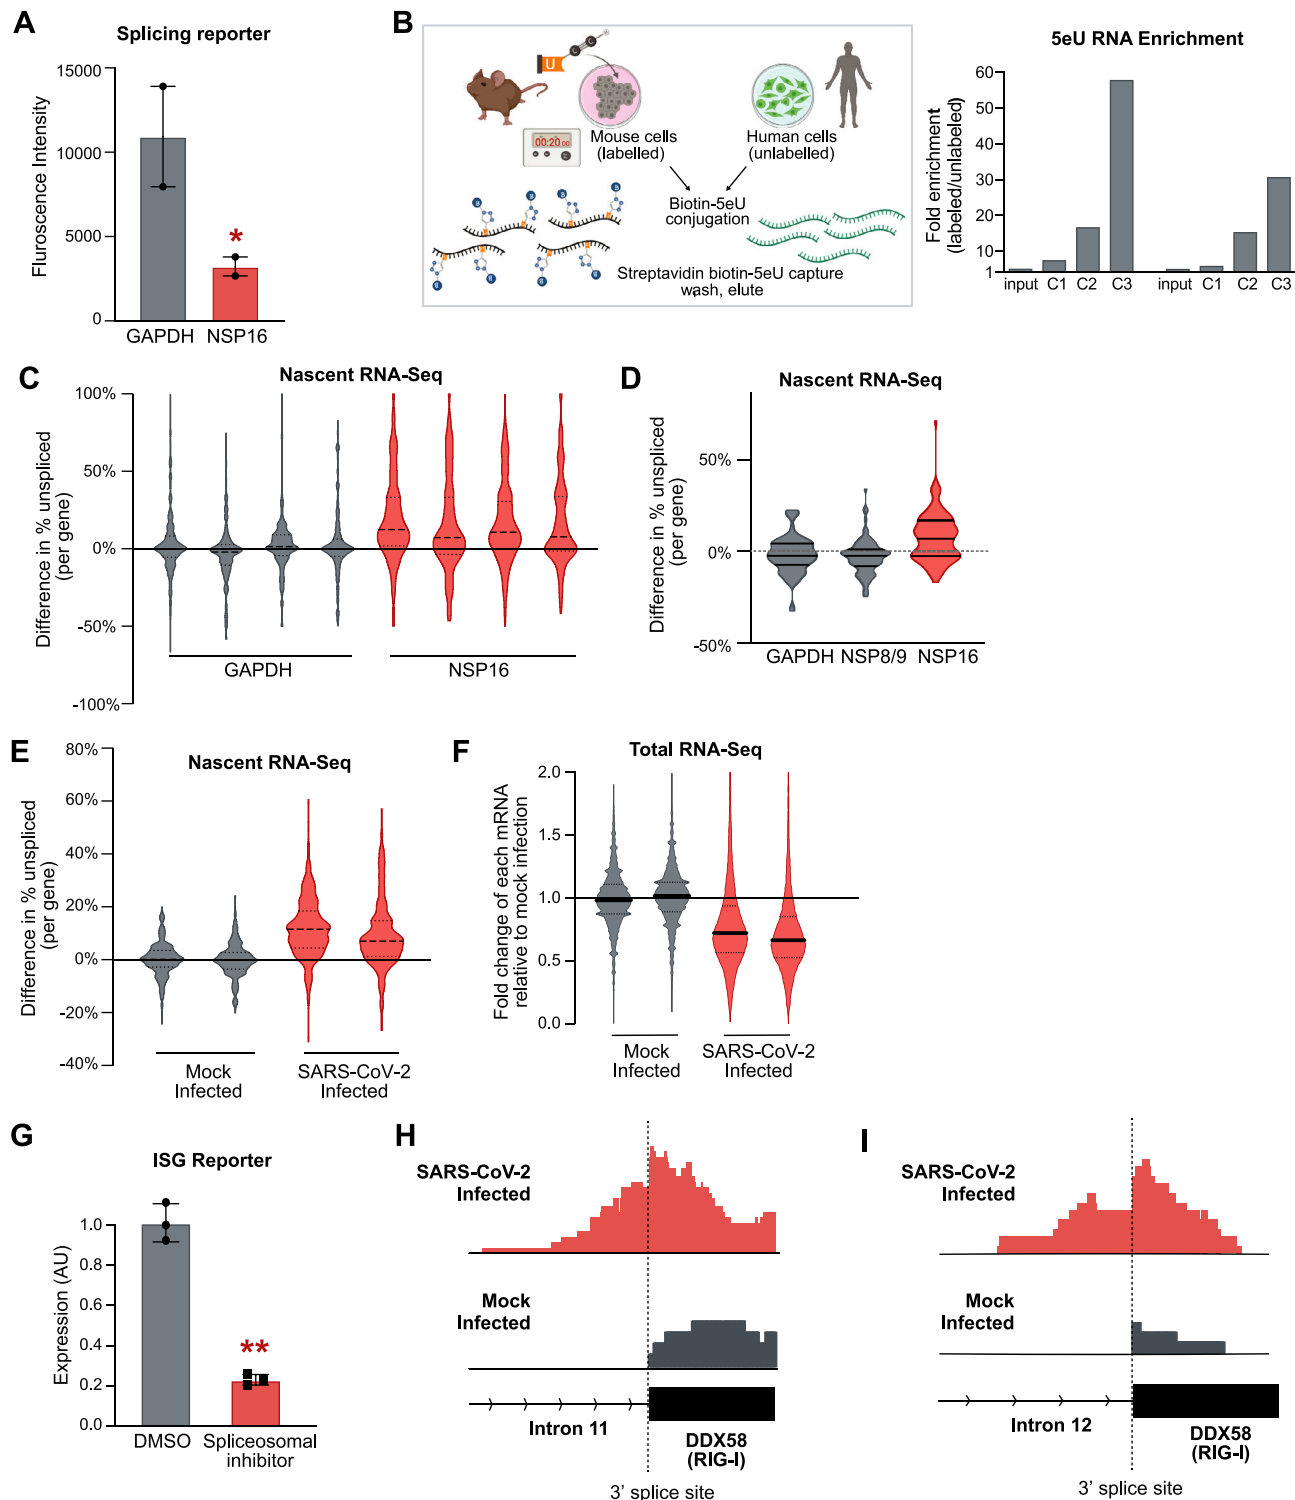 A
Splicing reporter
Fluroscence Intensity
15000
10000
5000
0
*
GAPDH
NSP16
B
U
00:20 00
Mouse cells
(labelled)
Human cells
(unlabelled)
Biotin-5eU
conjugation
B
B
B
B
B
B
Streptavidin biotin-5eU capture
wash, elute
5eU RNA Enrichment
Fold enrichment
(labeled/unlabeled)
60
50
40
30
20
10
1
input C1 C2 C3 input C1 C2 C3
C
Nascent RNA-Seq
Difference in % unspliced
(per gene)
100%
50%
0%
-50%
-100%
GAPDH
NSP16
D
Nascent RNA-Seq
Difference in % unspliced
(per gene)
50%
0%
-50%
GAPDH NSP8/9 NSP16
E
Nascent RNA-Seq
Difference in % unspliced
(per gene)
80%
60%
40%
20%
0%
-20%
-40%
Mock
Infected
SARS-CoV-2
Infected
F
Total RNA-Seq
Fold change of each mRNA
relative to mock infection
2.0
1.5
1.0
0.5
0.0
Mock
Infected
SARS-CoV-2
Infected
G
ISG Reporter
Expression (AU)
1.0
0.8
0.6
0.4
0.2
0.0
**
DMSO
Spliceosomal
inhibitor
H
SARS-CoV-2
Infected
Mock
Infected
Intron 11
DDX58
(RIG-I)
3’ splice site
I
SARS-CoV-2
Infected
Mock
Infected
Intron 12
DDX58
(RIG-I)
3’ splice site